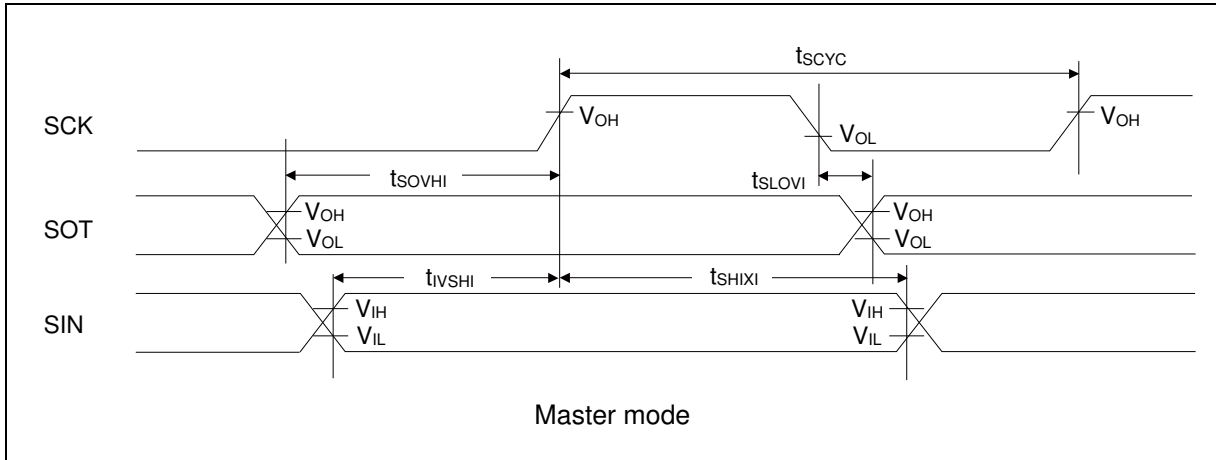 tSCYC
SCK
VOH
VOL
VOH
tSOVHI
tSLOVI
SOT
VOH
VOL
VOH
VOL
tIVSHI
tSHIXI
SIN
VIH
VIL
VIH
VIL
Master mode